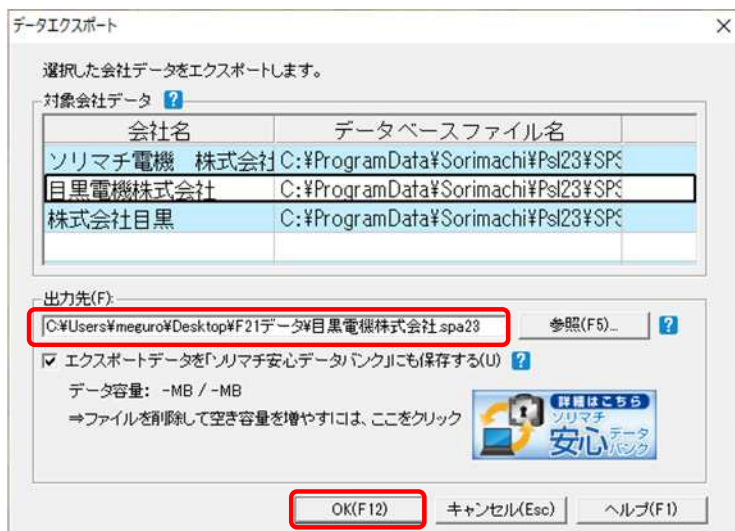 データエクスポート
選択した会社データをエクスポートします。
対象会社データ ?
会社名 データベースファイル名
ソリマチ電機 株式会社 C:¥ProgramData¥Sorimachi¥Psl23¥SPS
目黒電機株式会社 C:¥ProgramData¥Sorimachi¥Psl23¥SPS
株式会社目黒 C:¥ProgramData¥Sorimachi¥Psl23¥SPS
出力先(F):
C:¥Users¥meguro¥Desktop¥F21データ¥目黒電機株式会社.spa23 参照(F5)... ?
エクスポートデータを「ソリマチ安心データバンク」にも保存する(U) ?
データ容量: -MB / -MB
⇒ファイルを削除して空き容量を増やすには、ここをクリック
詳細はこちら
ソリマチ
安心データバンク
OK(F12) キャンセル(Esc) ヘルプ(F1)